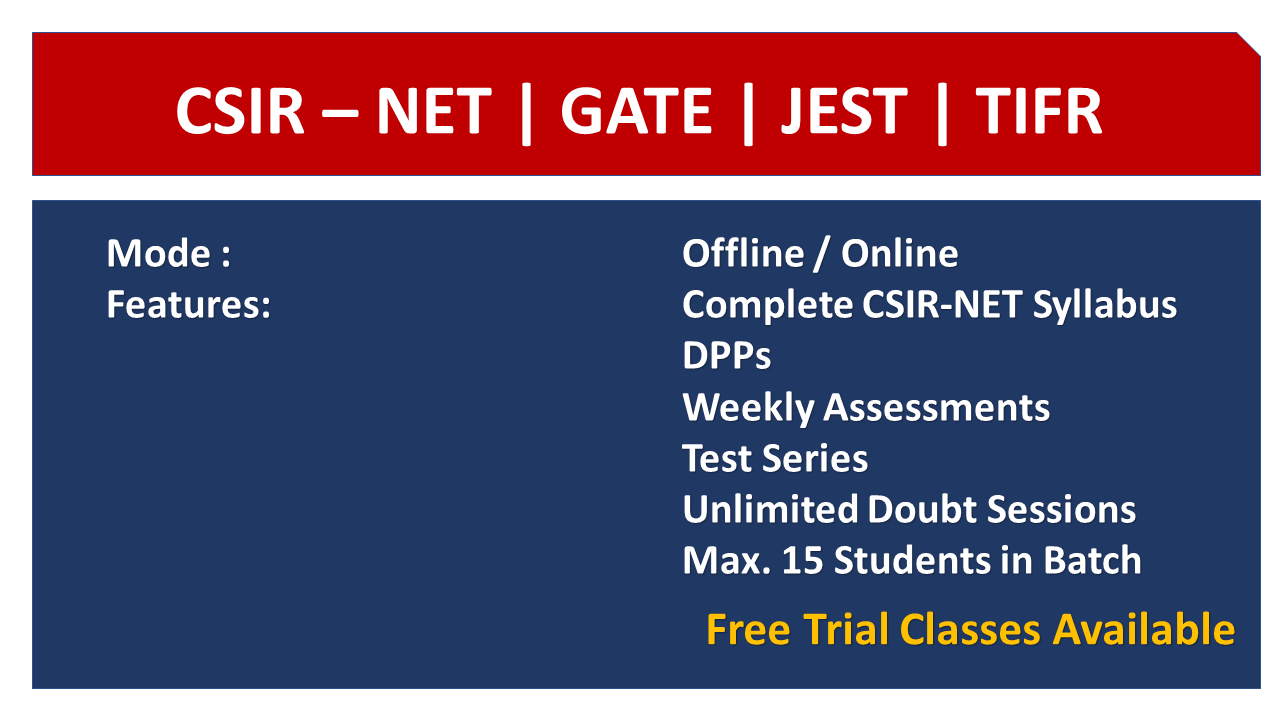 CSIR – NET | GATE | JEST | TIFR
Mode : Offline / Online
Features: Complete CSIR-NET Syllabus
DPPs
Weekly Assessments
Test Series
Unlimited Doubt Sessions
Max. 15 Students in Batch
Free Trial Classes Available